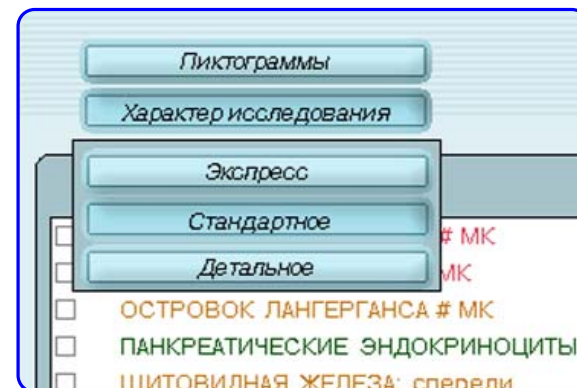 Пиктограммы
Характер исследования
Экспресс
Стандартное
# МК
Детальное
МК
ОСТРОВОК ЛАНГЕРГАНСА # МК
ПАНКРЕАТИЧЕСКИЕ ЭНДОКРИНОЦИТЫ
ЩИТОВИДНАЯ ЖЕЛЕЗА; спереди